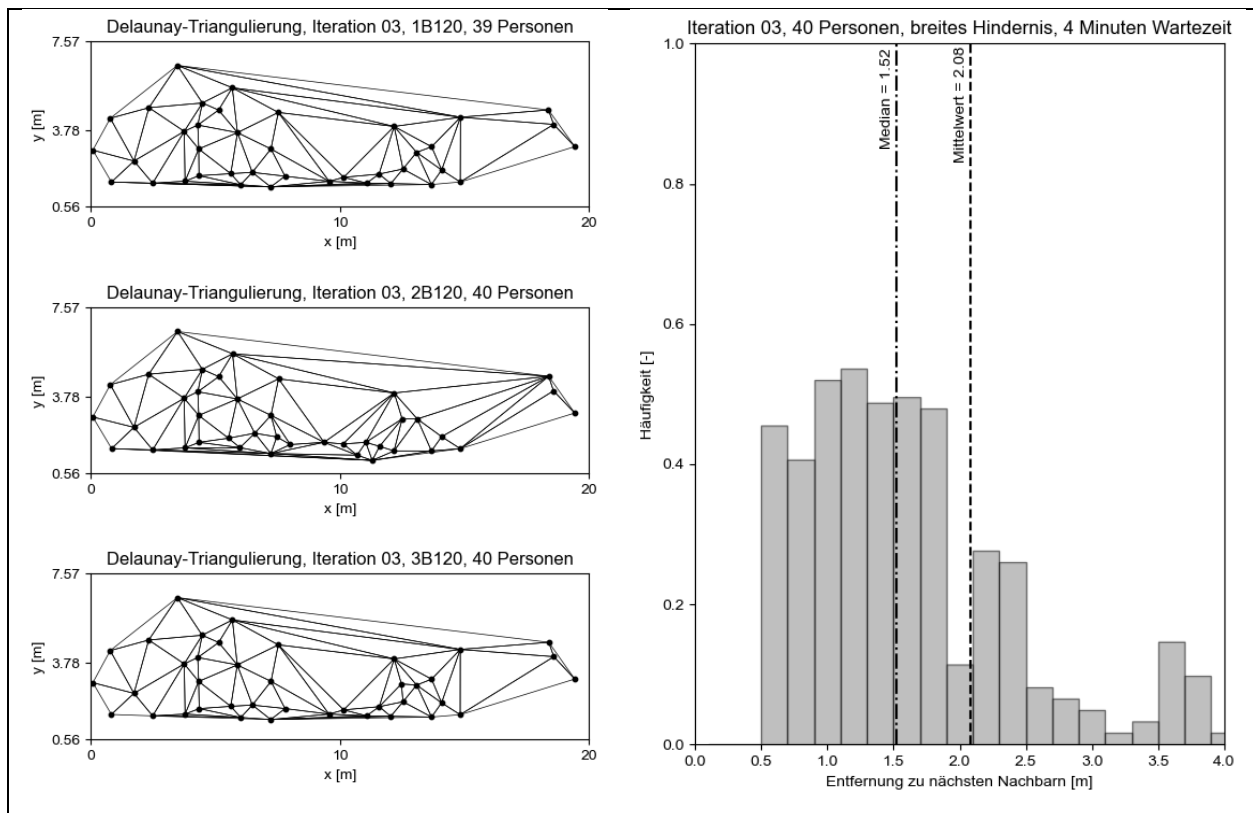 Delaunay-Triangulierung, Iteration 03, 1B120, 39 Personen
7.57
3.78
0.56
y [m]
0
10
20
x [m]
Delaunay-Triangulierung, Iteration 03, 2B120, 40 Personen
7.57
3.78
0.56
y [m]
0
10
20
x [m]
Delaunay-Triangulierung, Iteration 03, 3B120, 40 Personen
7.57
3.78
0.56
y [m]
0
10
20
x [m]
Iteration 03, 40 Personen, breites Hindernis, 4 Minuten Wartezeit
1.0
0.8
0.6
0.4
0.2
0.0
Häufigkeit [-]
Median = 1.52
Mittelwert = 2.08
0.0
0.5
1.0
1.5
2.0
2.5
3.0
3.5
4.0
Entfernung zu nächsten Nachbarn [m]